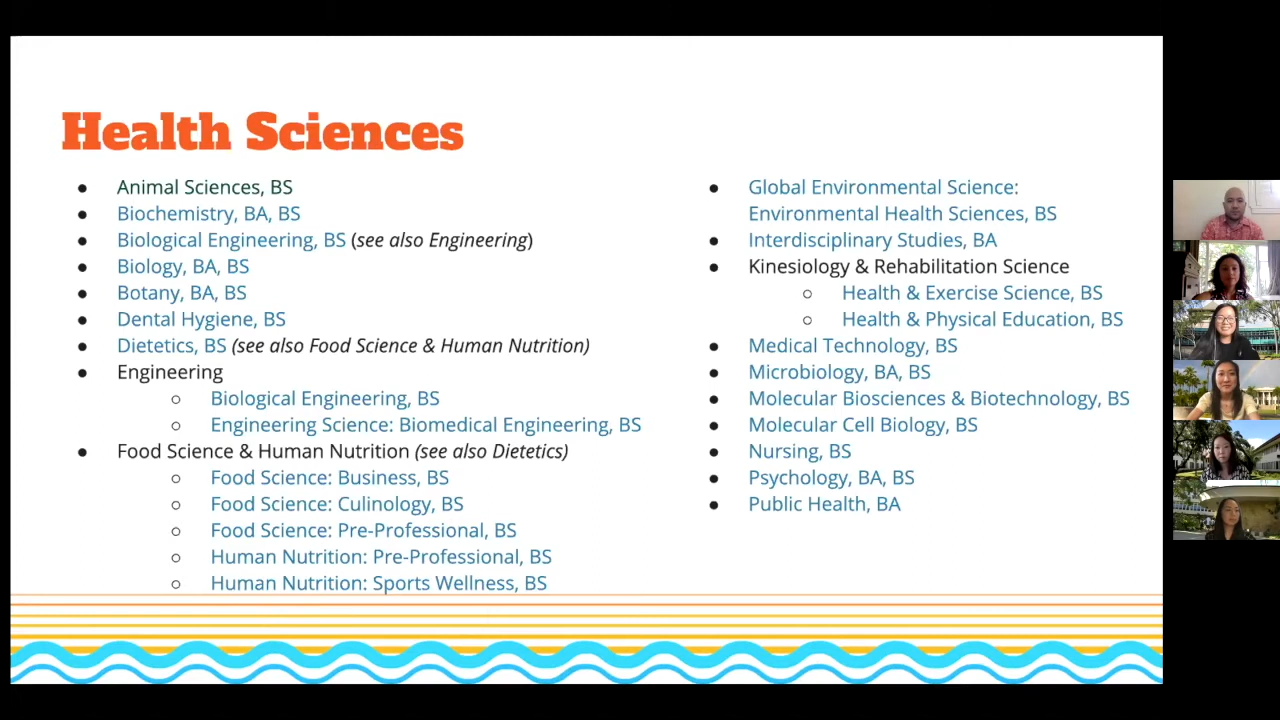 Health Sciences
● Animal Sciences, BS
● Biochemistry, BA, BS
● Biological Engineering, BS (see also Engineering)
● Biology, BA, BS
● Botany, BA, BS
● Dental Hygiene, BS
● Dietetics, BS (see also Food Science & Human Nutrition)
● Engineering
○ Biological Engineering, BS
○ Engineering Science: Biomedical Engineering, BS
● Food Science & Human Nutrition (see also Dietetics)
○ Food Science: Business, BS
○ Food Science: Culinology, BS
○ Food Science: Pre-Professional, BS
○ Human Nutrition: Pre-Professional, BS
○ Human Nutrition: Sports Wellness, BS
● Global Environmental Science:
Environmental Health Sciences, BS
● Interdisciplinary Studies, BA
● Kinesiology & Rehabilitation Science
○ Health & Exercise Science, BS
○ Health & Physical Education, BS
● Medical Technology, BS
● Microbiology, BA, BS
● Molecular Biosciences & Biotechnology, BS
● Molecular Cell Biology, BS
● Nursing, BS
● Psychology, BA, BS
● Public Health, BA